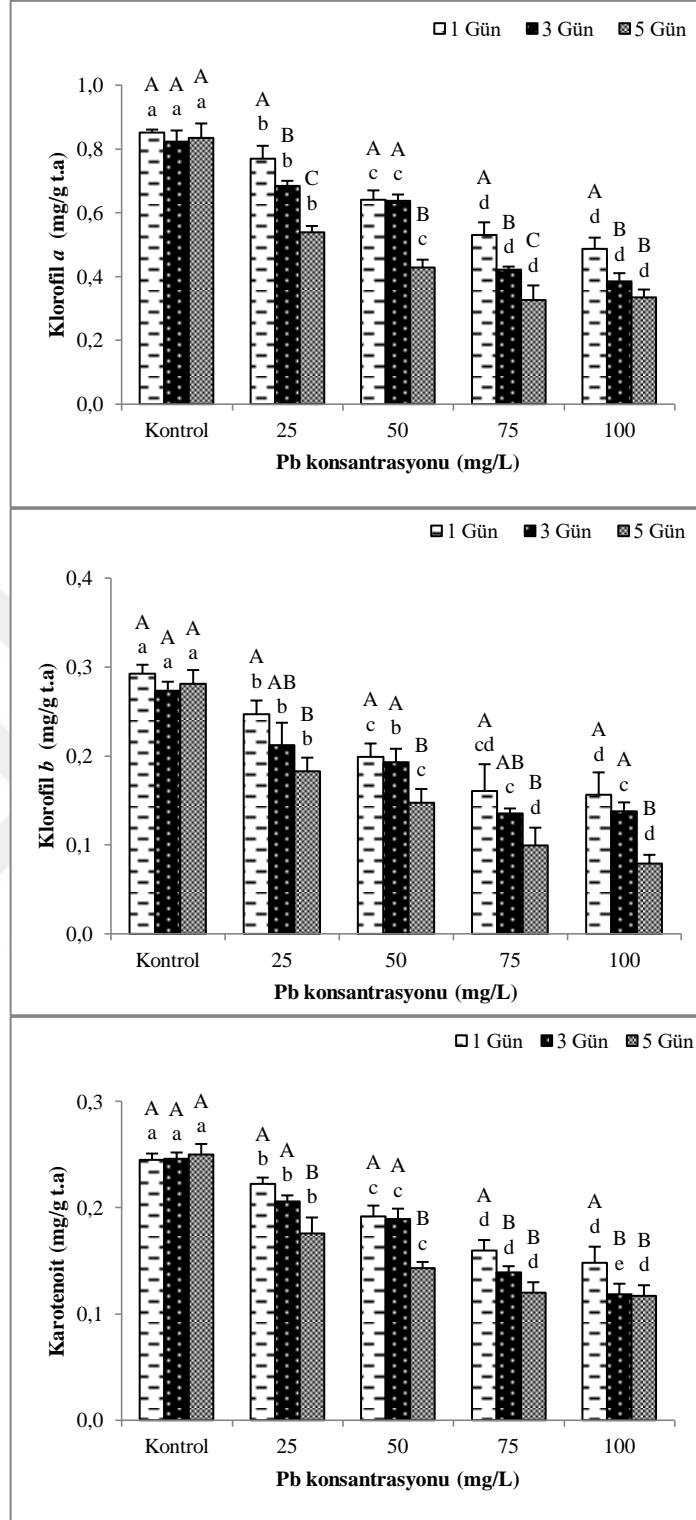 1 Gün 3 Gün 5 Gün
1,0
0,8
0,6
0,4
0,2
0,0
Klorofil a (mg/g t.a)
A A A A B C A A B A B C A B B
a a a b b b c c c d d d d d d
Kontrol 25 50 75 100
Pb konsantrasyonu (mg/L)
1 Gün 3 Gün 5 Gün
0,4
0,3
0,2
0,1
0,0
Klorofil b (mg/g t.a)
A A A A AB B A A B A AB B A A B
a a a b b b c b c cd c d d c d
Kontrol 25 50 75 100
Pb konsantrasyonu (mg/L)
1 Gün 3 Gün 5 Gün
0,3
0,2
0,1
0,0
Karotenoit (mg/g t.a)
A A A A A B A A B A B B A B B
a a a b b b c c c d d d d e d
Kontrol 25 50 75 100
Pb konsantrasyonu (mg/L)